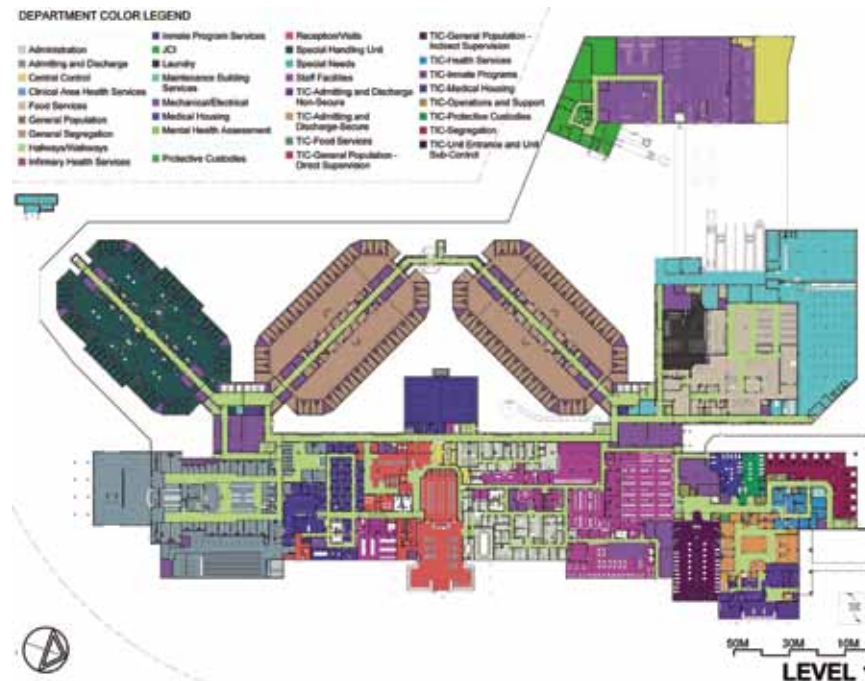 DEPARTMENT COLOR LEGEND
Administration
Admitting and Discharge
Central Control
Clinical Area Health Services
Food Services
General Population
General Segregation
Hallways/Walkways
Infirmary Health Services
Inmate Program Services
JCI
Laundry
Maintenance Building
Services
Mechanical/Electrical
Medical Housing
Mental Health Assessment
Protective Custodies
Reception/Visits
Special Handling Unit
Special Needs
Staff Facilities
TIC-Admitting and Discharge
Non-Secure
TIC-Admitting and
Discharge-Secure
TIC-Food Services
TIC-General Population -
Direct Supervision
TIC-General Population -
Indirect Supervision
TIC-Health Services
TIC-Inmate Programs
TIC-Medical Housing
TIC-Operations and Support
TIC-Protective Custodies
TIC-Segregation
TIC-Unit Entrance and Unit
Sub-Control
50M 30M 10M
LEVEL